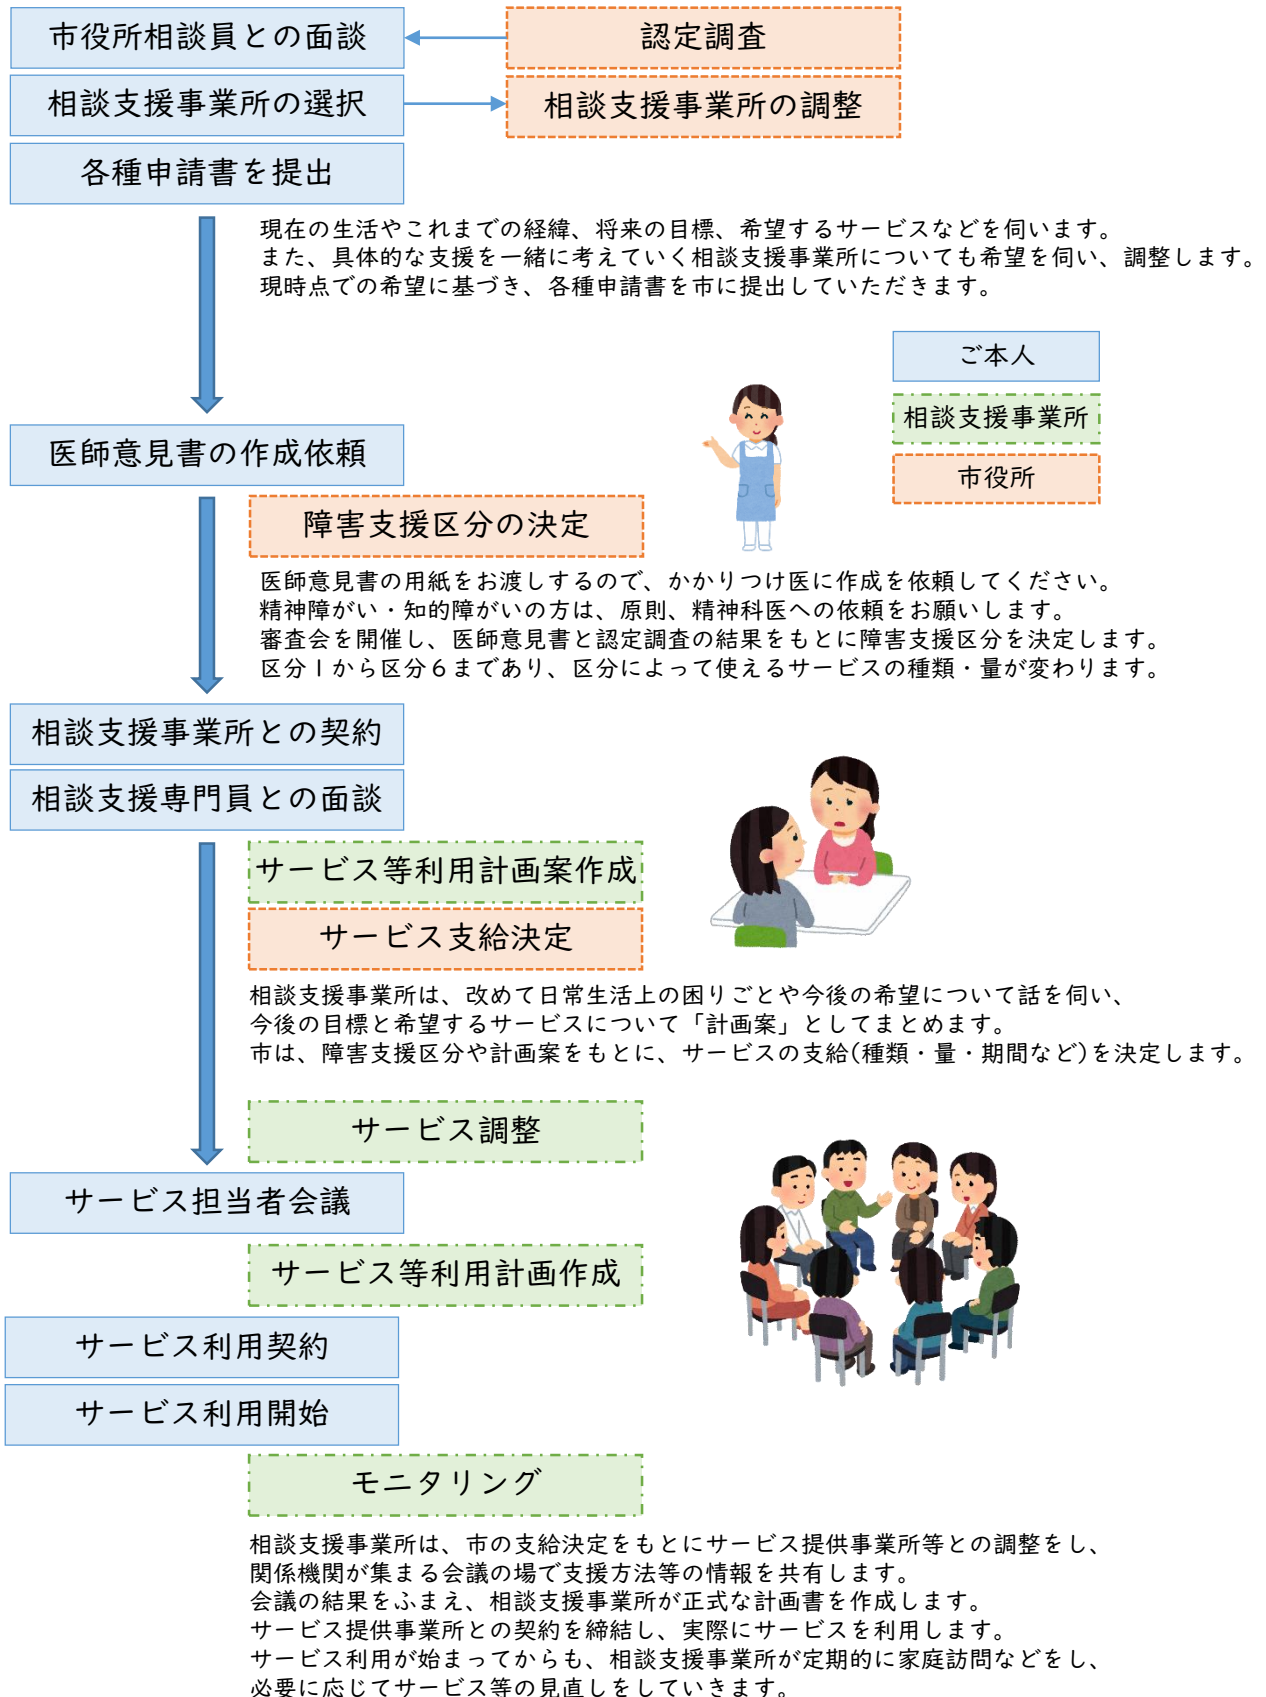 市役所相談員との面談
認定調査
相談支援事業所の選択
相談支援事業所の調整
各種申請書を提出
現在の生活やこれまでの経緯、将来の目標、希望するサービスなどを伺います。
また、具体的な支援を一緒に考えていく相談支援事業所についても希望を伺い、調整します。
現時点での希望に基づき、各種申請書を市に提出していただきます。
ご本人
相談支援事業所
市役所
医師意見書の作成依頼
障害支援区分の決定
医師意見書の用紙をお渡しするので、かかりつけ医に作成を依頼してください。
精神障がい・知的障がいの方は、原則、精神科医への依頼をお願いします。
審査会を開催し、医師意見書と認定調査の結果をもとに障害支援区分を決定します。
区分1から区分6まであり、区分によって使えるサービスの種類・量が変わります。
相談支援事業所との契約
相談支援専門員との面談
サービス等利用計画案作成
サービス支給決定
相談支援事業所は、改めて日常生活上の困りごとや今後の希望について話を伺い、
今後の目標と希望するサービスについて「計画案」としてまとめます。
市は、障害支援区分や計画案をもとに、サービスの支給(種類・量・期間など)を決定します。
サービス調整
サービス担当者会議
サービス等利用計画作成
サービス利用契約
サービス利用開始
モニタリング
相談支援事業所は、市の支給決定をもとにサービス提供事業所等との調整をし、
関係機関が集まる会議の場で支援方法等の情報を共有します。
会議の結果をふまえ、相談支援事業所が正式な計画書を作成します。
サービス提供事業所との契約を締結し、実際にサービスを利用します。
サービス利用が始まってからも、相談支援事業所が定期的に家庭訪問などをし、
必要に応じてサービス等の見直しをしていきます。